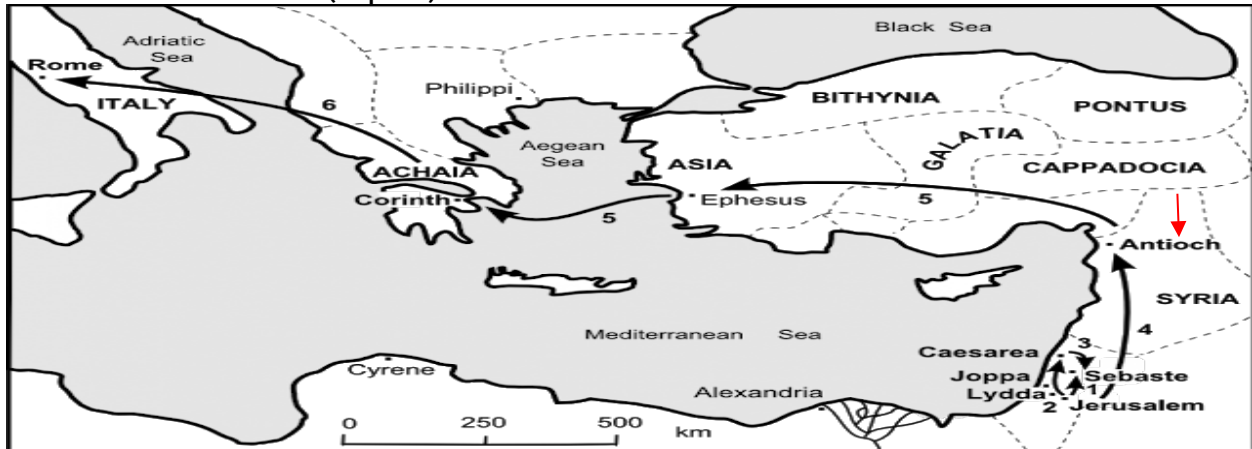 Black Sea
Adriatic
Sea
Rome
ITALY
6
Philippi
BITHYNIA
PONTUS
GALATIA
Aegean
Sea
ASIA
CAPPADOCIA
ACHAIA
Corinth
5
Ephesus
5
Antioch
SYRIA
4
Mediterranean Sea
Caesarea
3
Joppa
Sebaste
Lydda
1
2
Jerusalem
Cyrene
Alexandria
0 250 500
km